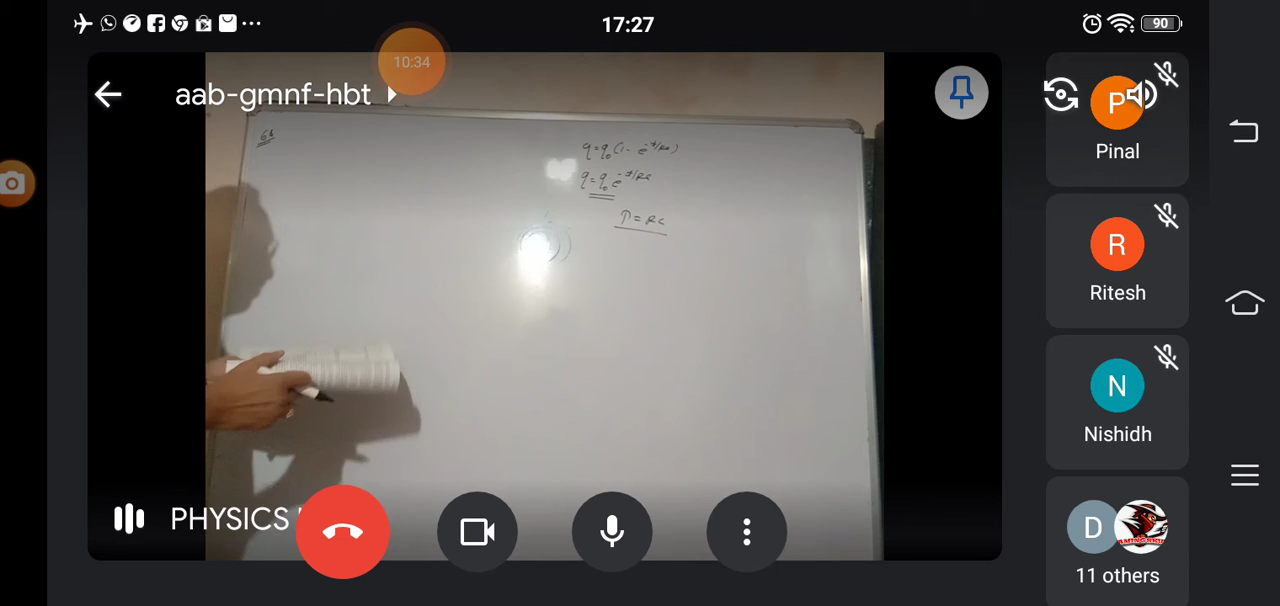 17:27
90
10:34
aab-gmnf-hbt
P
Pinal
R
Ritesh
N
Nishidh
D
11 others
PHYSICS
64
q=q₀(1- e^-t/RC)
q=q₀e^-t/RC
τ=RC